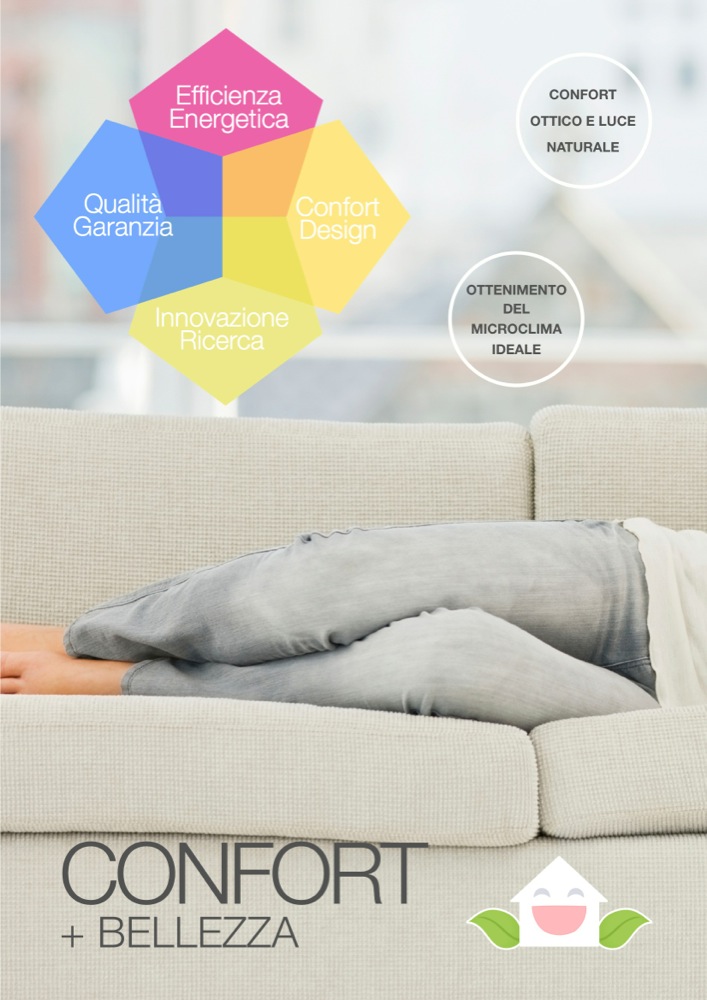 Efficienza
Energetica
Qualità
Garanzia
Confort
Design
Innovazione
Ricerca
CONFORT
OTTICO E LUCE
NATURALE
OTTENIMENTO
DEL
MICROCLIMA
IDEALE
CONFORT
+ BELLEZZA